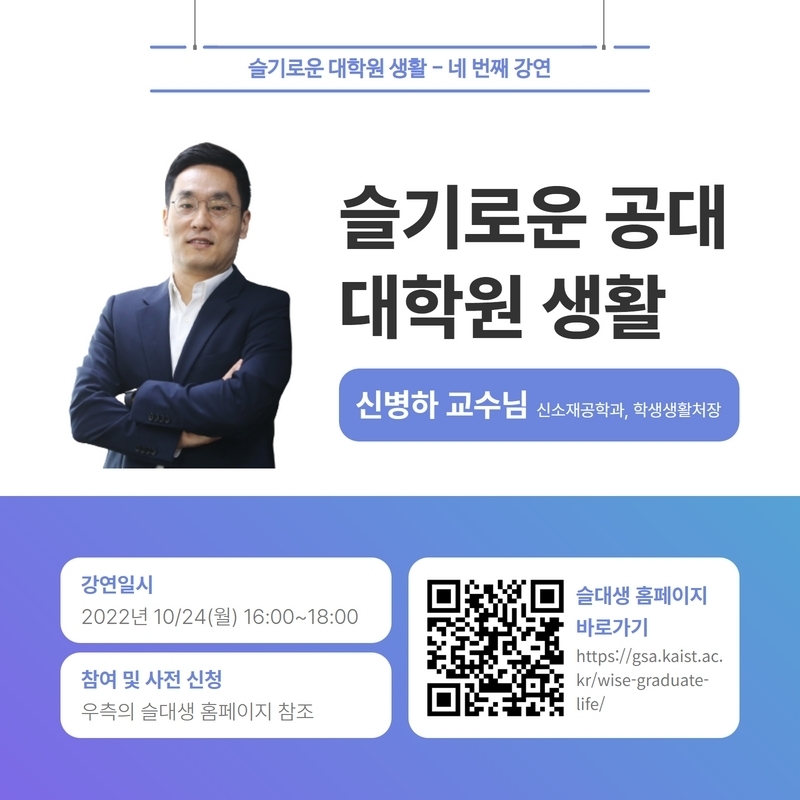 슬기로운 대학원 생활 - 네 번째 강연
슬기로운 공대
대학원 생활
신병하 교수님 신소재공학과, 학생생활처장
강연일시
2022년 10/24(월) 16:00~18:00
참여 및 사전 신청
우측의 슬대생 홈페이지 참조
슬대생 홈페이지
바로가기
https://gsa.kaist.ac.
kr/wise-graduate-
life/